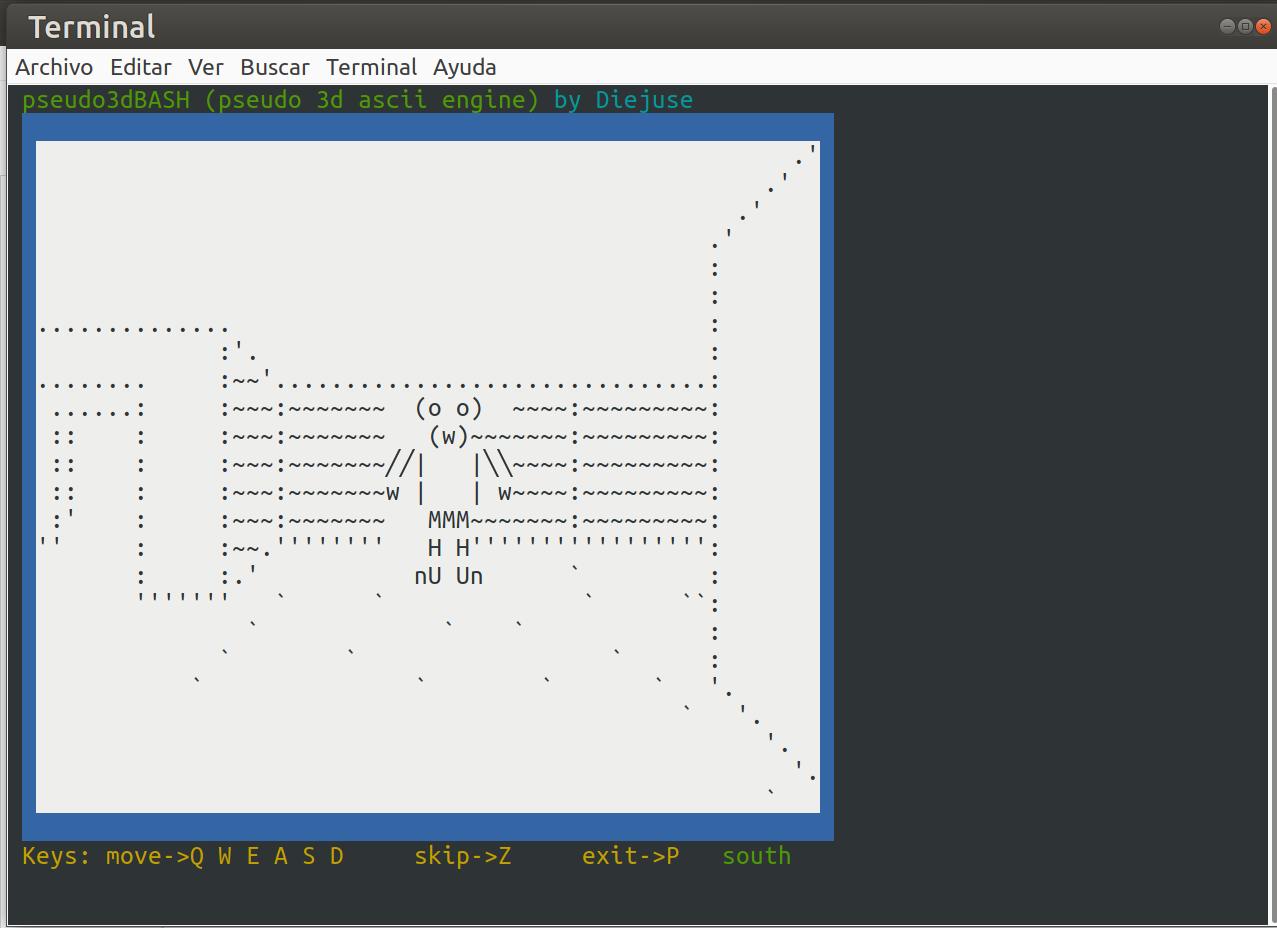 Terminal
Archivo Editar Ver Buscar Terminal Ayuda
pseudo3dBASH (pseudo 3d ascii engine) by Diejuse
(o o)
(w)
//|   |\\
w |   | w
MMM
H H
nU Un
Keys: move->Q W E A S D     skip->Z     exit->P   south